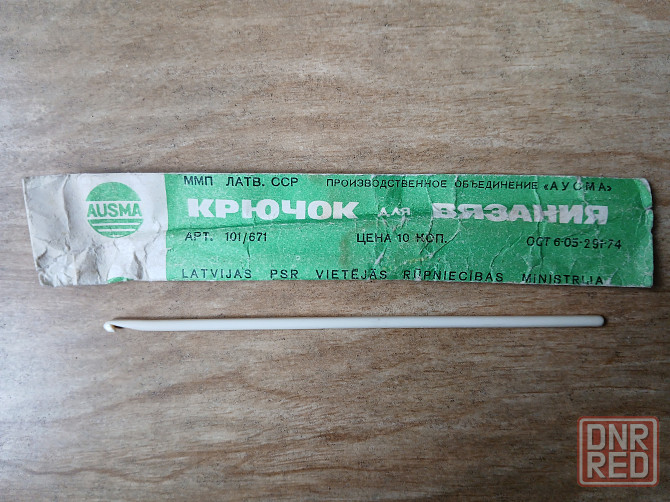 ММП ЛАТВ. ССР ПРОИЗВОДСТВЕННОЕ ОБЪЕДИНЕНИЕ «АУСМА»
AUSMA
КРЮЧОК ДЛЯ ВЯЗАНИЯ
АРТ. 101/671 ЦЕНА 10 КОП. ОСТ 6-05-291-74
LATVIJAS PSR VIETĒJĀS RŪPNIECĪBAS MINISTRIJA
DNR
RED